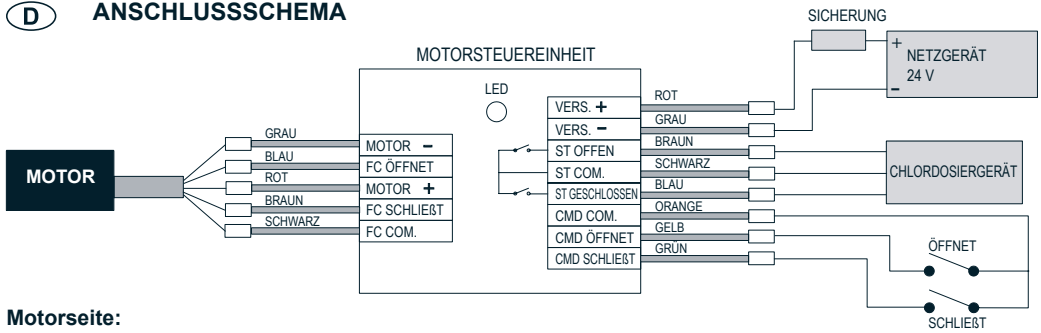 D ANSCHLUSSSCHEMA
SICHERUNG
MOTORSTEUEREINHEIT
+
NETZGERÄT
24 V
−
LED
MOTOR
GRAU
BLAU
ROT
BRAUN
SCHWARZ
MOTOR −
FC ÖFFNET
MOTOR +
FC SCHLIEßT
FC COM.
VERS. +
VERS. −
ST OFFEN
ST COM.
ST GESCHLOSSEN
CMD COM.
CMD ÖFFNET
CMD SCHLIEßT
ROT
GRAU
BRAUN
SCHWARZ
BLAU
ORANGE
GELB
GRÜN
CHLORDOSIERGERÄT
ÖFFNET
SCHLIEßT
Motorseite: